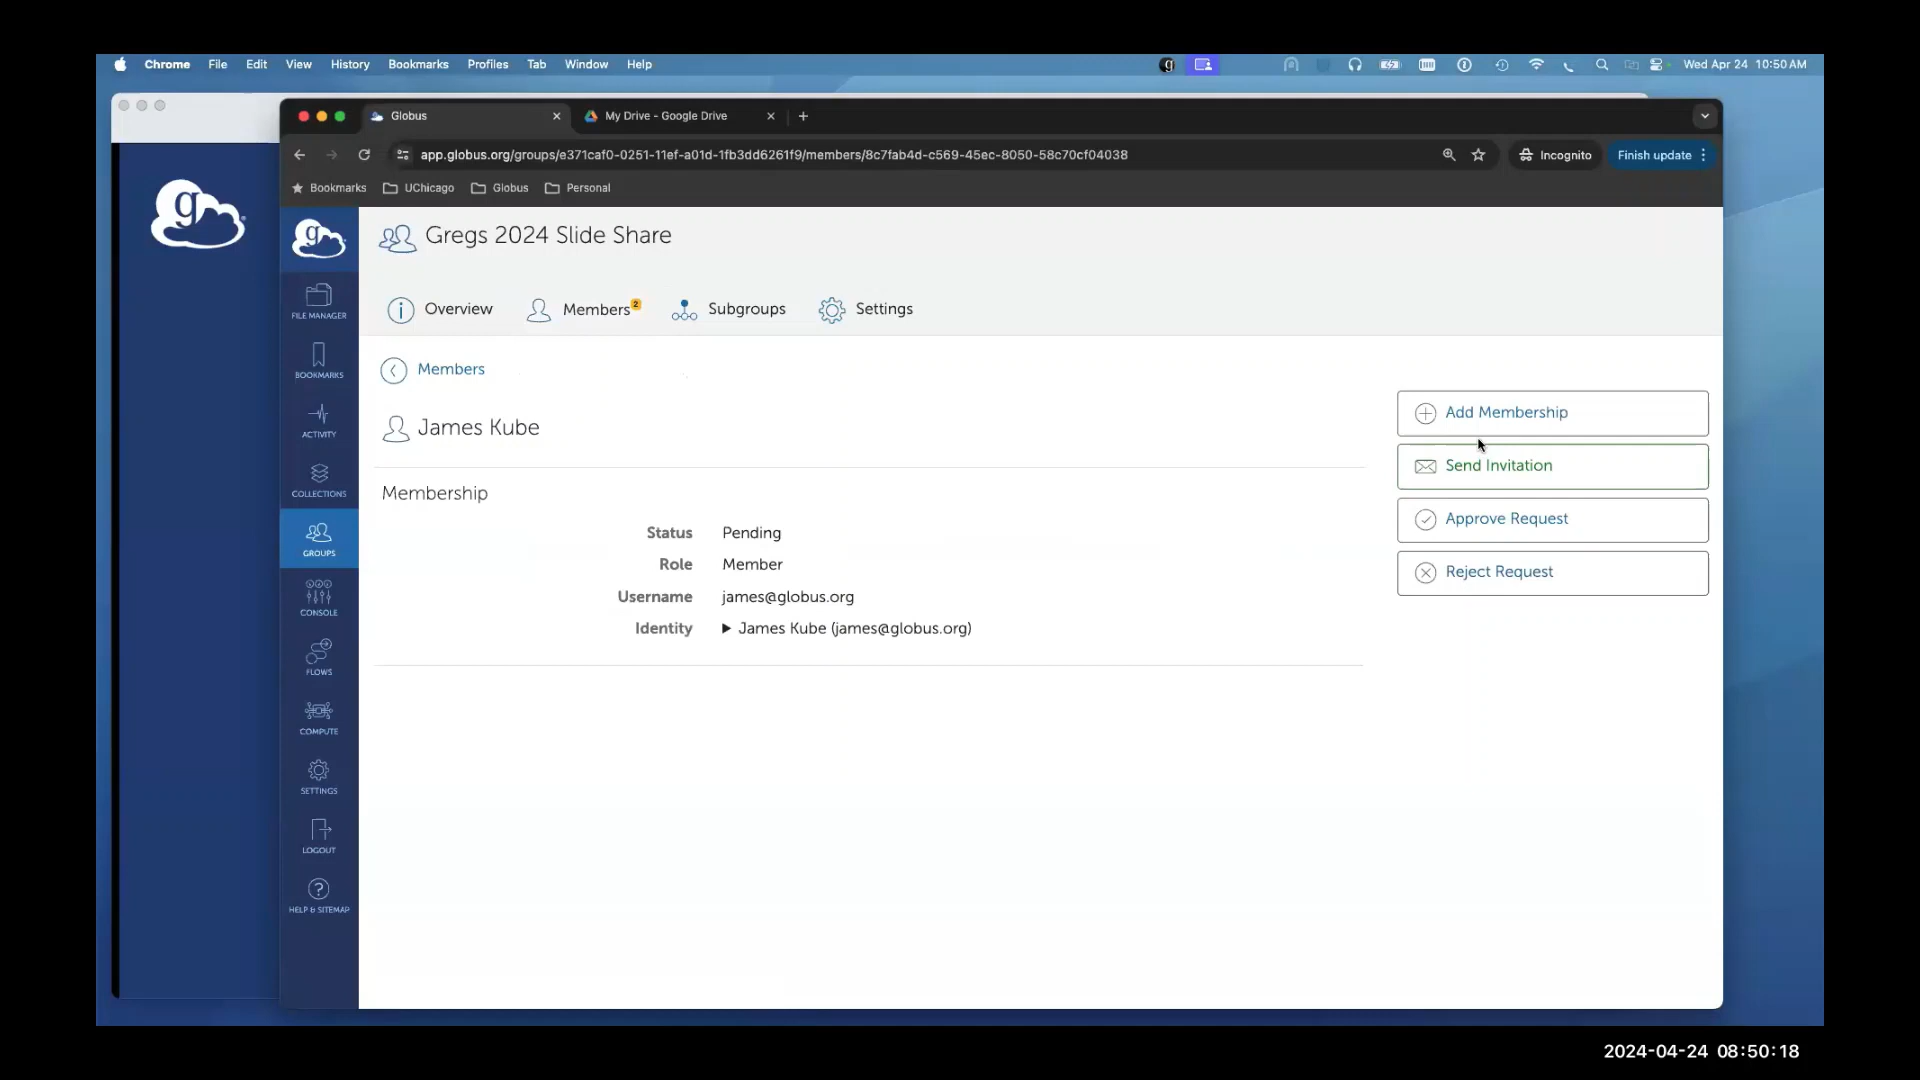 Chrome File Edit View History Bookmarks Profiles Tab Window Help Wed Apr 24 10:50 AM
Globus My Drive - Google Drive
app.globus.org/groups/e371caf0-0251-11ef-a01d-1fb3dd6261f9/members/8c7fab4d-c569-45ec-8050-58c70cf04038 Incognito Finish update
Bookmarks UChicago Globus Personal
g
g
Gregs 2024 Slide Share
FILE MANAGER
Overview Members 2 Subgroups Settings
BOOKMARKS
Members
ACTIVITY
James Kube
COLLECTIONS
Membership
GROUPS
Status Pending
Role Member
Username james@globus.org
Identity James Kube (james@globus.org)
Add Membership
Send Invitation
Approve Request
Reject Request
CONSOLE
FLOWS
COMPUTE
SETTINGS
LOGOUT
HELP & SITEMAP
2024-04-24 08:50:18